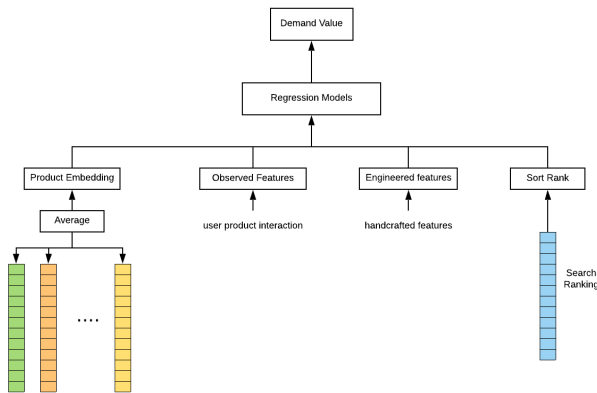 Demand Value
Regression Models
Product Embedding
Observed Features
Engineered features
Sort Rank
Average
user product interaction
handcrafted features
Search
Ranking
....